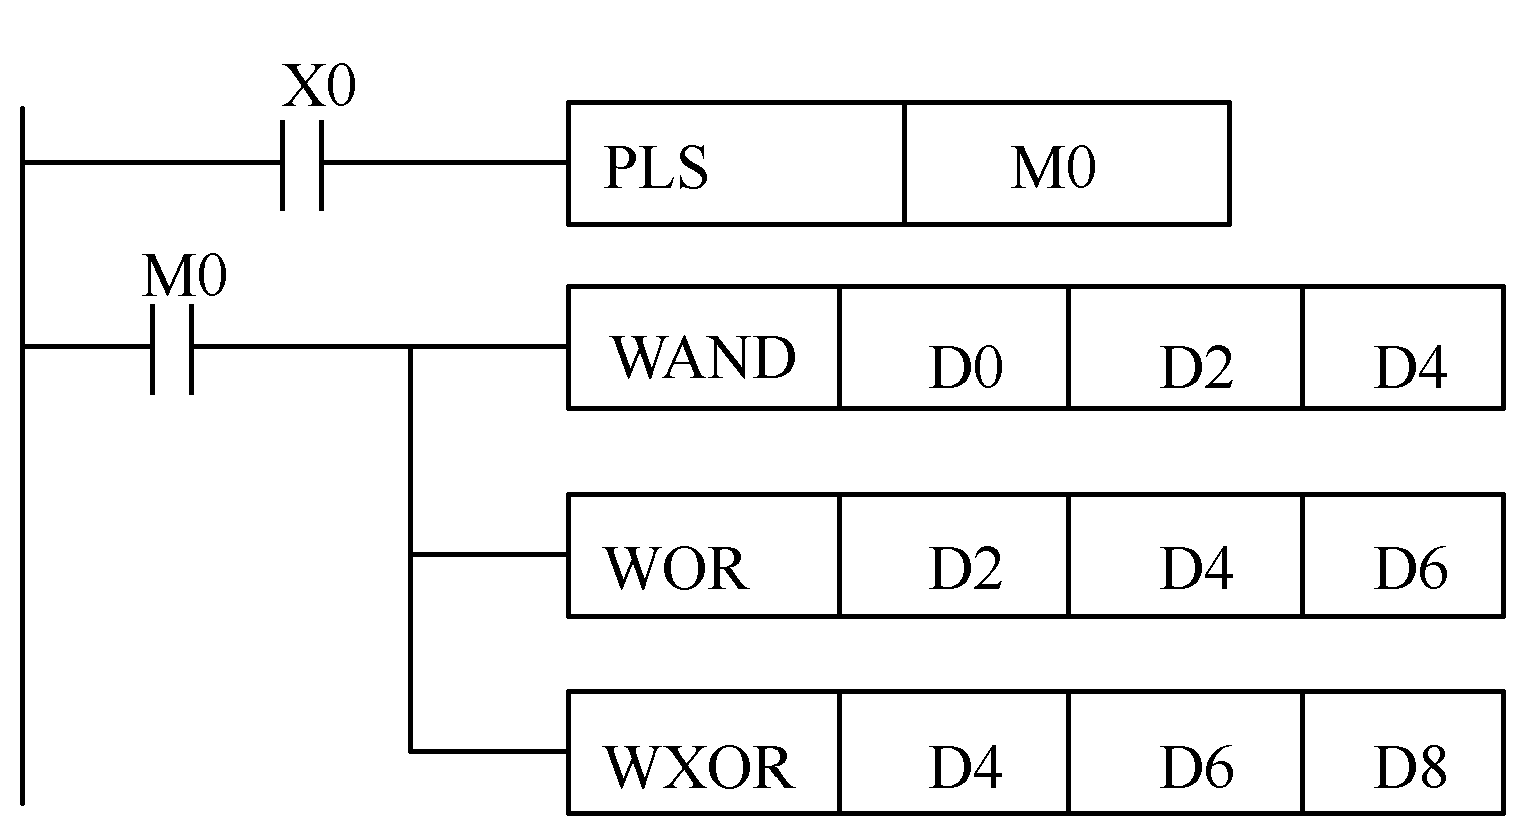 X0
PLS M0
M0
WAND D0 D2 D4
WOR D2 D4 D6
WXOR D4 D6 D8